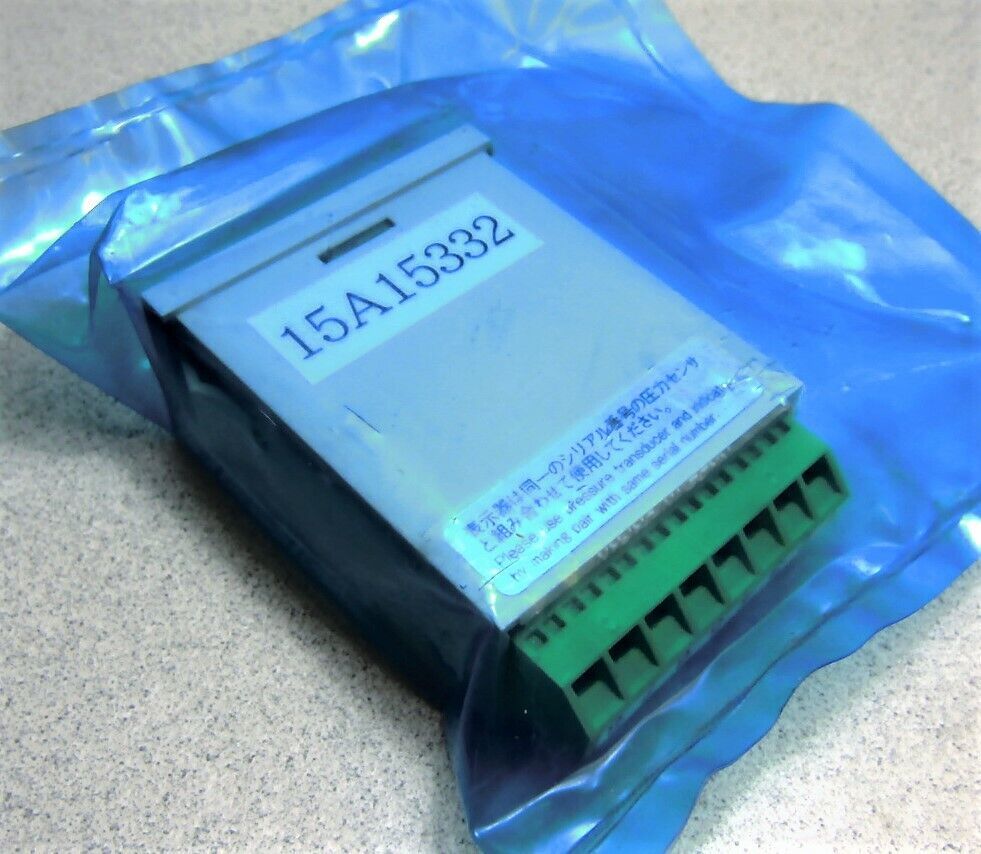 15A15332
表示器は同一のシリアル番号の圧力センサ
と組み合わせて使用してください。
Please use pressure transducer and indicator
by making pair with same serial number.